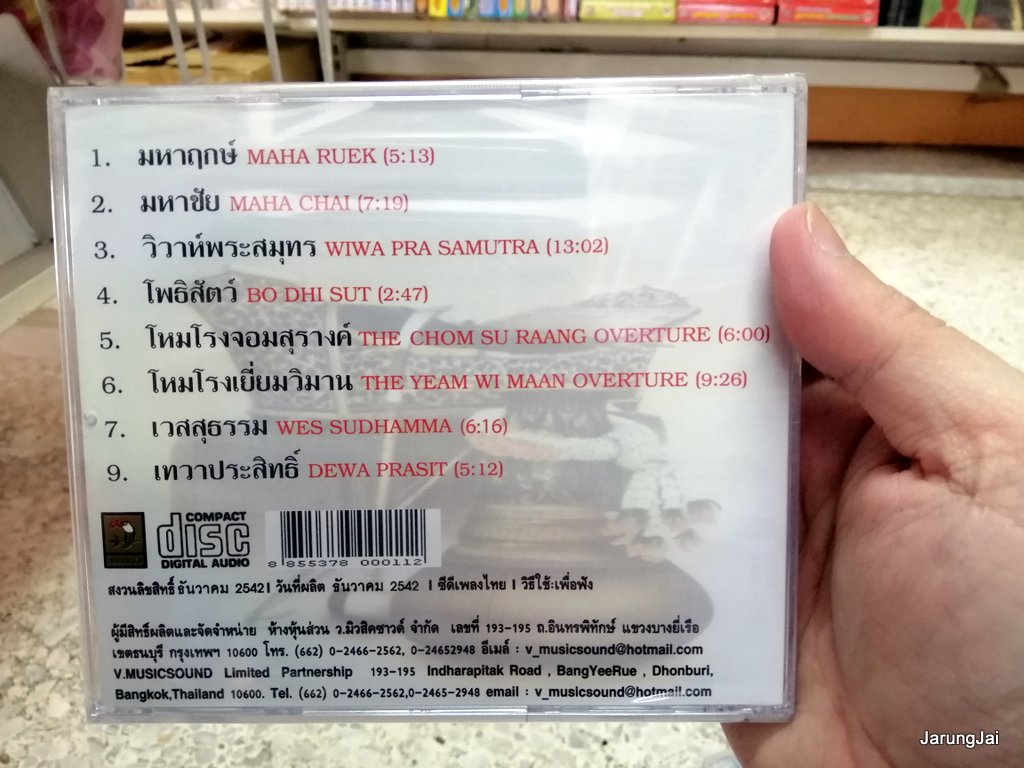 1. มหาฤกษ์ MAHA RUEK (5:13)
2. มหาชัย MAHA CHAI (7:19)
3. วิวาห์พระสมุทร WIWA PRA SAMUTRA (13:02)
4. โพธิสัตว์ BO DHI SUT (2:47)
5. โหมโรงจอมสุรางค์ THE CHOM SU RAANG OVERTURE (6:00)
6. โหมโรงเยี่ยมวิมาน THE YEAM WI MAAN OVERTURE (9:26)
7. เวสสุธรรม WES SUDHAMMA (6:16)
9. เทวาประสิทธิ์ DEWA PRASIT (5:12)
COMPACT
disc
DIGITAL AUDIO
8 855378 000112
สงวนลิขสิทธิ์ ธันวาคม 2542 I วันที่ผลิต ธันวาคม 2542 I ซีดีเพลงไทย I วิธีใช้:เพื่อฟัง
ผู้มีสิทธิ์ผลิตและจัดจำหน่าย ห้างหุ้นส่วน ว.มิวสิคซาวด์ จำกัด เลขที่ 193-195 ถ.อินทรพิทักษ์ แขวงบางยี่เรือ
เขตธนบุรี กรุงเทพฯ 10600 โทร. (662) 0-2466-2562, 0-24652948 อีเมล์ : v_musicsound@hotmail.com
V.MUSICSOUND Limited Partnership 193-195 Indharapitak Road , BangYeeRue , Dhonburi,
Bangkok,Thailand 10600. Tel. (662) 0-2466-2562,0-2465-2948 email : v_musicsound@hotmail.com
JarungJai